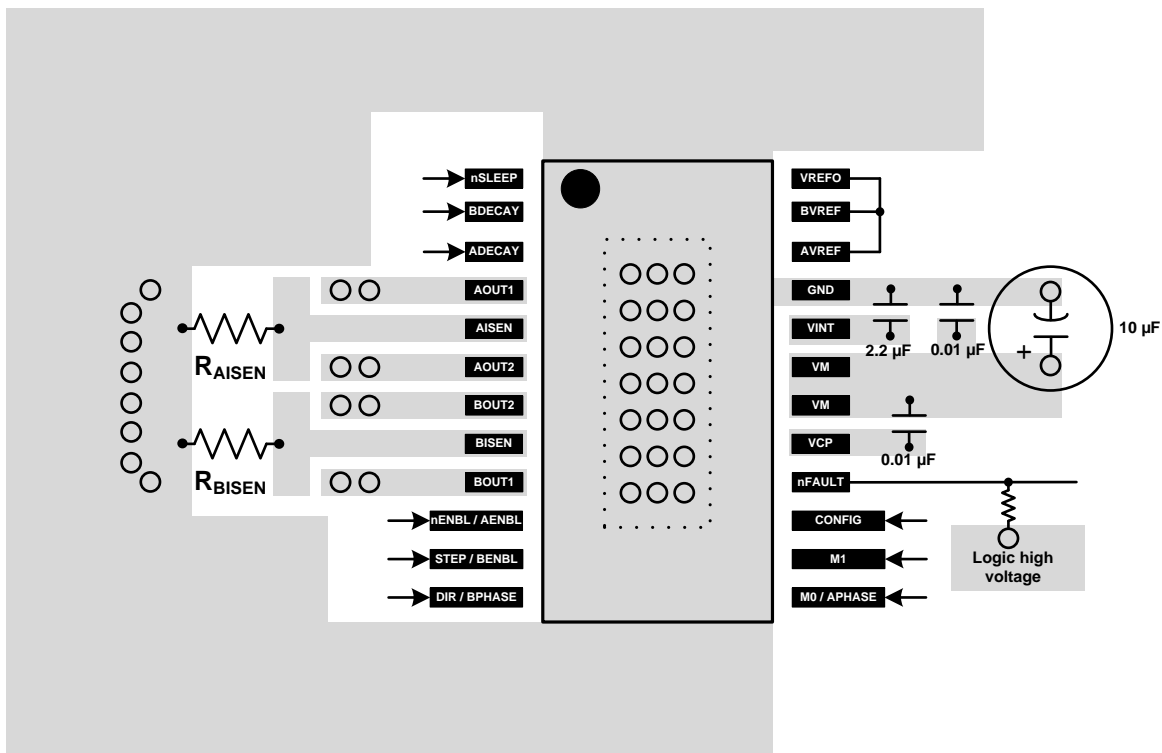 nSLEEP
BDECAY
ADECAY
AOUT1
AISEN
AOUT2
BOUT2
BISEN
BOUT1
nENBL / AENBL
STEP / BENBL
DIR / BPHASE
RAISEN
RBISEN
VREFO
BVREF
AVREF
GND
VINT
VM
VM
VCP
nFAULT
CONFIG
M1
M0 / APHASE
2.2 µF
0.01 µF
+
10 µF
0.01 µF
Logic high
voltage